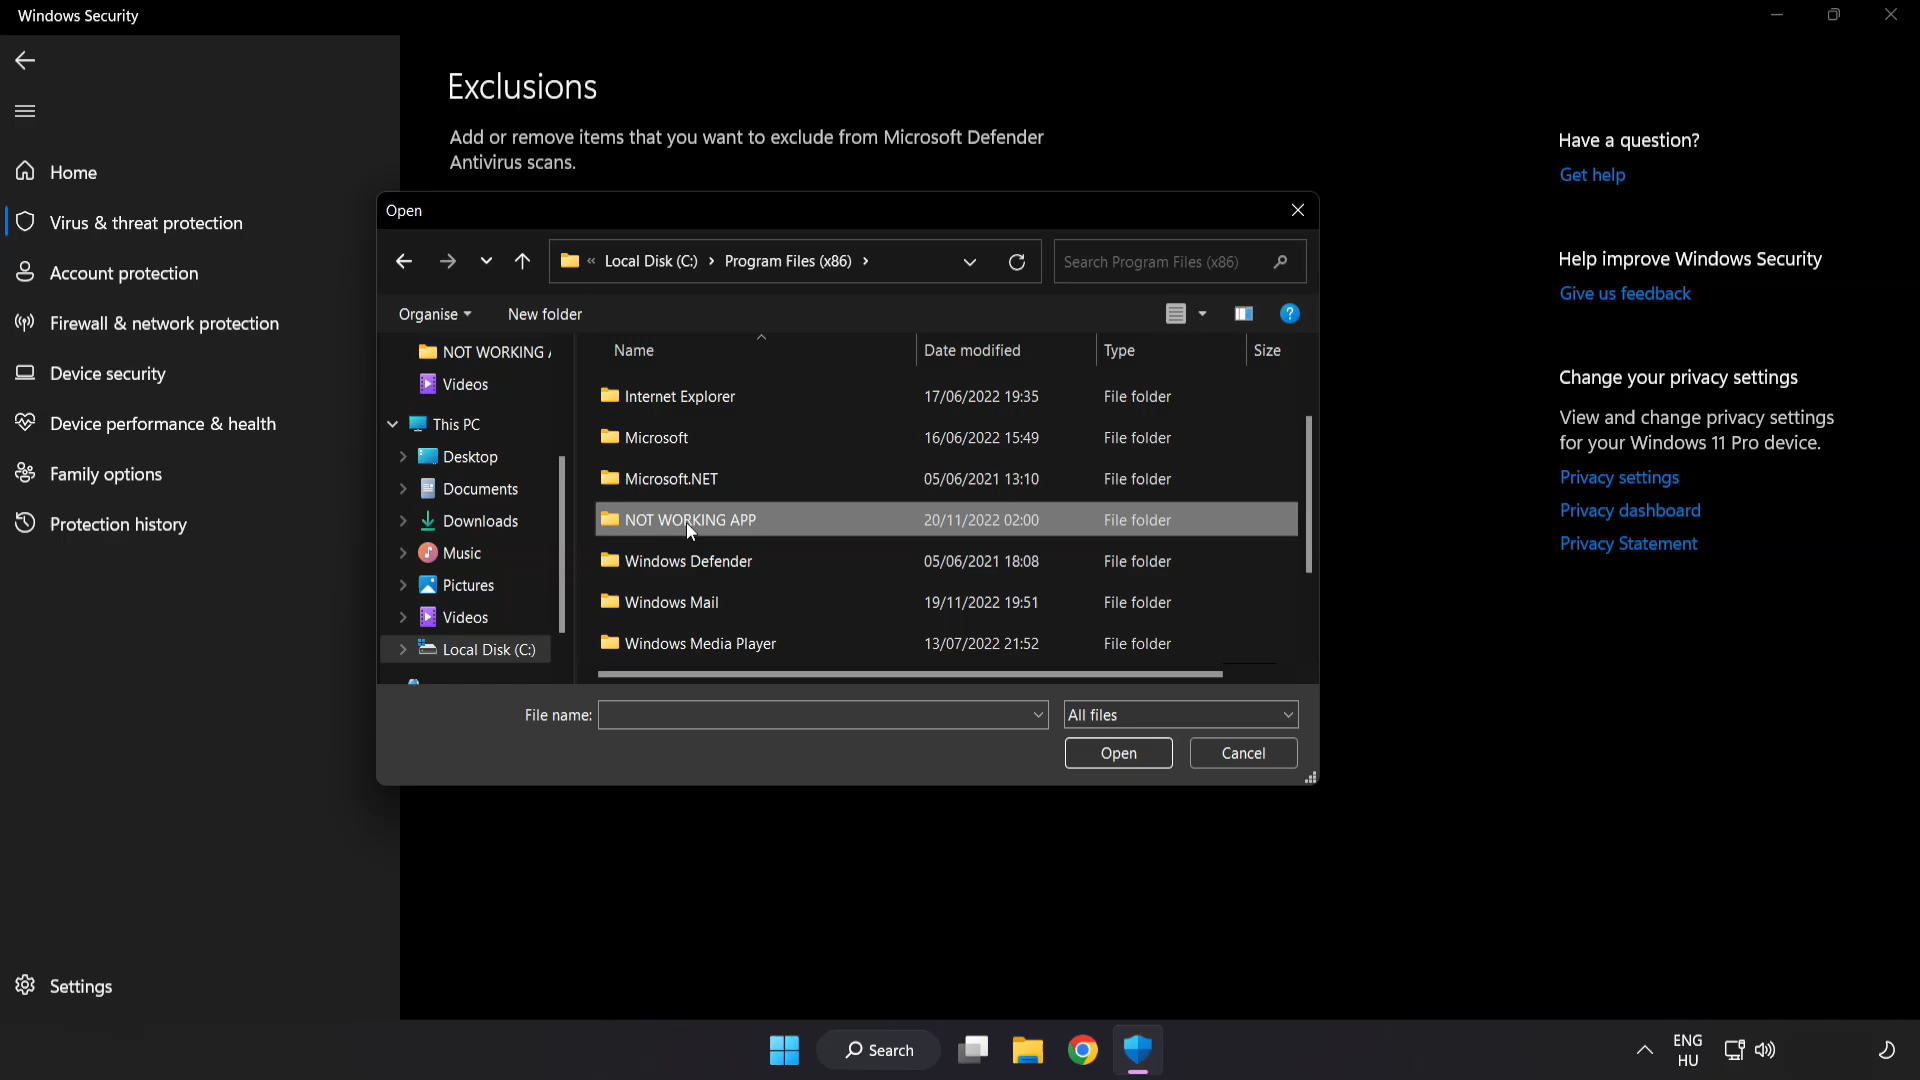 Windows Security
Home
Virus & threat protection
Account protection
Firewall & network protection
Device security
Device performance & health
Family options
Protection history
Settings
Exclusions
Add or remove items that you want to exclude from Microsoft Defender
Antivirus scans.
Open
« Local Disk (C:) › Program Files (x86) ›
Search Program Files (x86)
Organise
New folder
?
NOT WORKING
Videos
This PC
Desktop
Documents
Downloads
Music
Pictures
Videos
Local Disk (C:)
Name Date modified Type Size
Internet Explorer 17/06/2022 19:35 File folder
Microsoft 16/06/2022 15:49 File folder
Microsoft.NET 05/06/2021 13:10 File folder
NOT WORKING APP 20/11/2022 02:00 File folder
Windows Defender 05/06/2021 18:08 File folder
Windows Mail 19/11/2022 19:51 File folder
Windows Media Player 13/07/2022 21:52 File folder
File name:
All files
Open
Cancel
Have a question?
Get help
Help improve Windows Security
Give us feedback
Change your privacy settings
View and change privacy settings
for your Windows 11 Pro device.
Privacy settings
Privacy dashboard
Privacy Statement
Search
ENG
HU